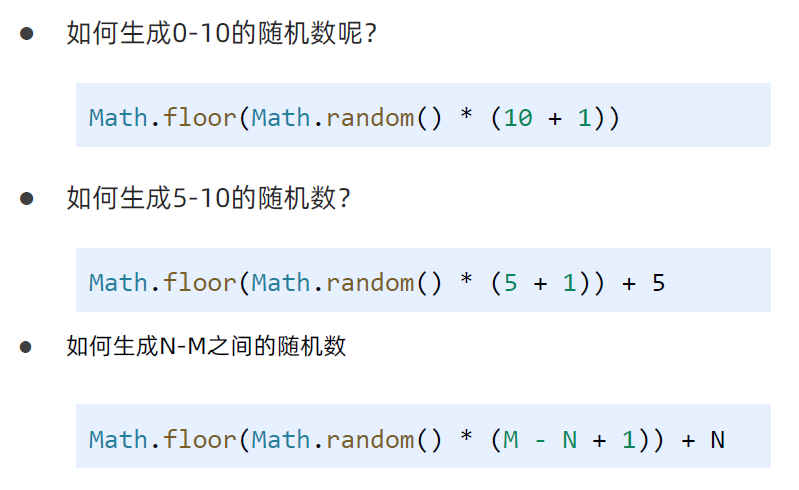 ● 如何生成0-10的随机数呢？
Math.floor(Math.random() * (10 + 1))
● 如何生成5-10的随机数？
Math.floor(Math.random() * (5 + 1)) + 5
● 如何生成N-M之间的随机数
Math.floor(Math.random() * (M - N + 1)) + N